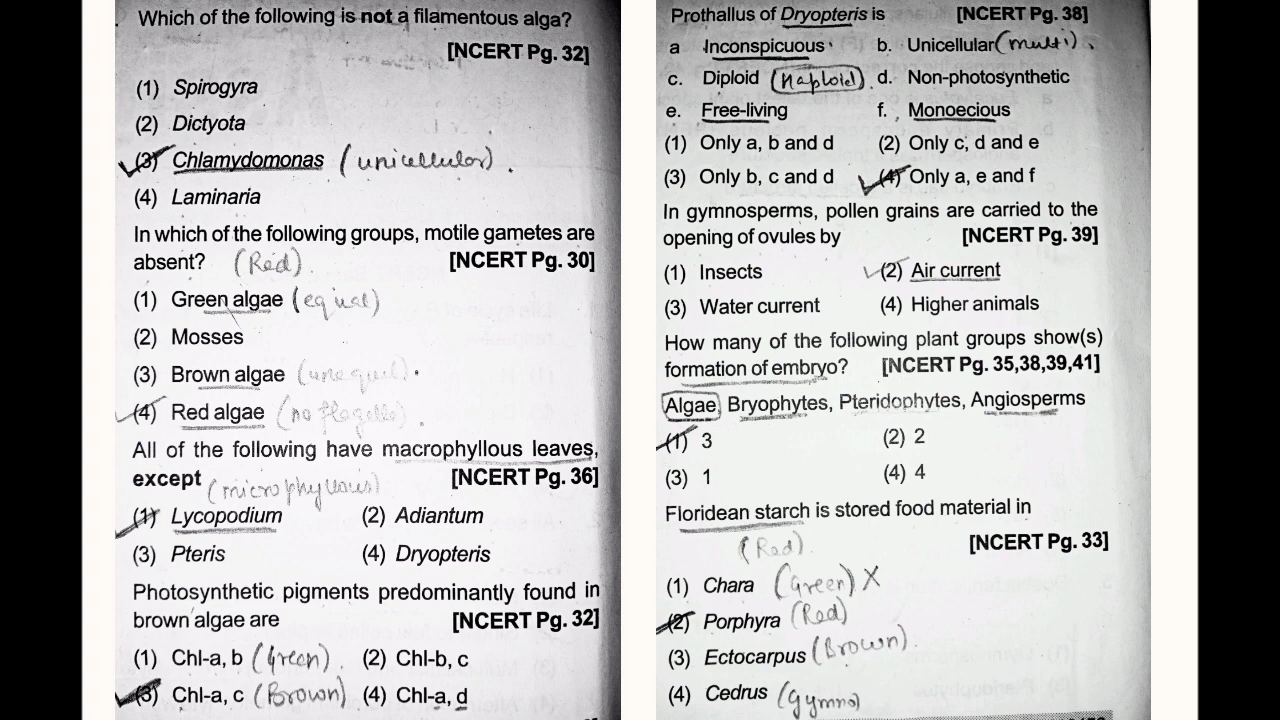 Which of the following is not a filamentous alga?
[NCERT Pg. 32]
(1) Spirogyra
(2) Dictyota
(3) Chlamydomonas (unicellular).
(4) Laminaria
In which of the following groups, motile gametes are
absent? (Red) [NCERT Pg. 30]
(1) Green algae (equal)
(2) Mosses
(3) Brown algae (unequal).
(4) Red algae (no flagella).
All of the following have macrophyllous leaves,
except (microphyllous) [NCERT Pg. 36]
(1) Lycopodium (2) Adiantum
(3) Pteris (4) Dryopteris
Photosynthetic pigments predominantly found in
brown algae are [NCERT Pg. 32]
(1) Chl-a, b (Green). (2) Chl-b, c
(3) Chl-a, c (Brown) (4) Chl-a, d
Prothallus of Dryopteris is [NCERT Pg. 38]
a Inconspicuous b. Unicellular (multi).
c. Diploid (Haploid) d. Non-photosynthetic
e. Free-living f. Monoecious
(1) Only a, b and d (2) Only c, d and e
(3) Only b, c and d (4) Only a, e and f
In gymnosperms, pollen grains are carried to the
opening of ovules by [NCERT Pg. 39]
(1) Insects (2) Air current
(3) Water current (4) Higher animals
How many of the following plant groups show(s)
formation of embryo? [NCERT Pg. 35,38,39,41]
Algae, Bryophytes, Pteridophytes, Angiosperms
(1) 3 (2) 2
(3) 1 (4) 4
Floridean starch is stored food material in
(Red). [NCERT Pg. 33]
(1) Chara (Green) X
(2) Porphyra (Red)
(3) Ectocarpus (Brown)
(4) Cedrus (gymno)